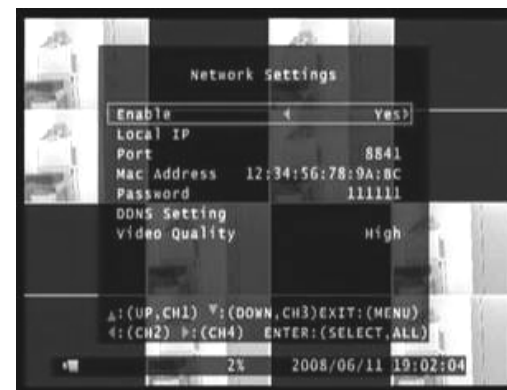 Network Settings
Enable ◀ Yes▷
Local IP
Port 8841
Mac Address 12:34:56:78:9A:BC
Password 111111
DDNS Setting
Video Quality High
▲:(UP,CH1) ▼:(DOWN,CH3)EXIT:(MENU)
◀:(CH2) ▶:(CH4) ENTER:(SELECT,ALL)
2% 2008/06/11 19:02:04